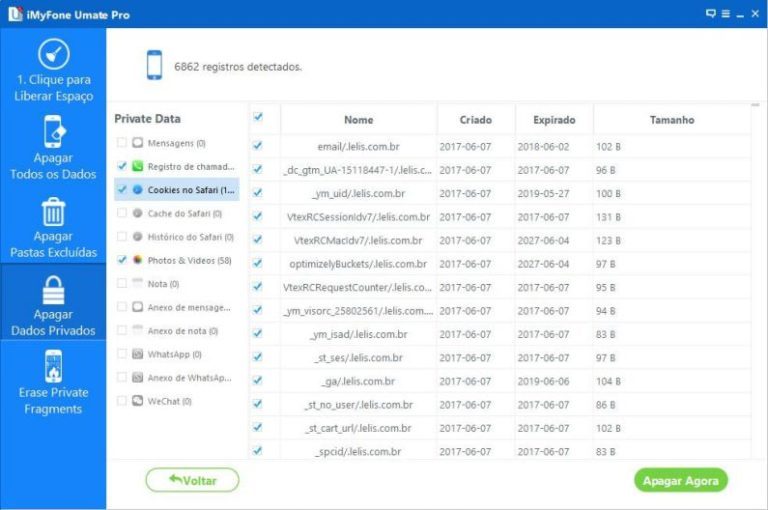 iMyFone Umate Pro
1. Clique para
Liberar Espaço
Apagar
Todos os Dados
Apagar
Pastas Excluídas
Apagar
Dados Privados
Erase Private
Fragments
6862 registros detectados.
Private Data
Mensagens (0)
Registro de chamad...
Cookies no Safari (1...
Cache do Safari (0)
Histórico do Safari (0)
Photos & Videos (58)
Nota (0)
Anexo de mensage...
Anexo de nota (0)
WhatsApp (0)
Anexo de WhatsAp...
WeChat (0)
Nome Criado Expirado Tamanho
email/.lelis.com.br 2017-06-07 2018-06-02 102 B
_dc_gtm_UA-15118447-1/.lelis.c... 2017-06-07 2017-06-07 96 B
_ym_uid/.lelis.com.br 2017-06-07 2019-05-27 100 B
VtexRCSessionIdv7/.lelis.com.br 2017-06-07 2017-06-07 131 B
VtexRCMacIdv7/.lelis.com.br 2017-06-07 2027-06-04 123 B
optimizelyBuckets/.lelis.com.br 2017-06-07 2027-06-04 97 B
VtexRCRequestCounter/.lelis.co... 2017-06-07 2017-06-07 95 B
_ym_visorc_25802561/.lelis.com.... 2017-06-07 2017-06-07 94 B
_ym_isad/.lelis.com.br 2017-06-07 2017-06-07 83 B
_st_ses/.lelis.com.br 2017-06-07 2017-06-07 97 B
_ga/.lelis.com.br 2017-06-07 2019-06-06 104 B
_st_no_user/.lelis.com.br 2017-06-07 2017-06-07 86 B
_st_cart_url/.lelis.com.br 2017-06-07 2017-06-07 102 B
_spcid/.lelis.com.br 2017-06-07 2017-06-07 83 B
Voltar
Apagar Agora